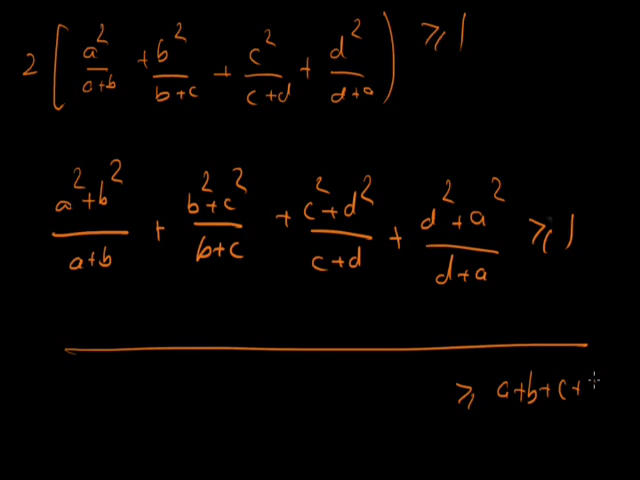 2 [ a²/(a+b) + b²/(b+c) + c²/(c+d) + d²/(d+a) ) ≥ 1
(a²+b²)/(a+b) + (b²+c²)/(b+c) + (c²+d²)/(c+d) + (d²+a²)/(d+a) ≥ 1
≥ a+b+c+